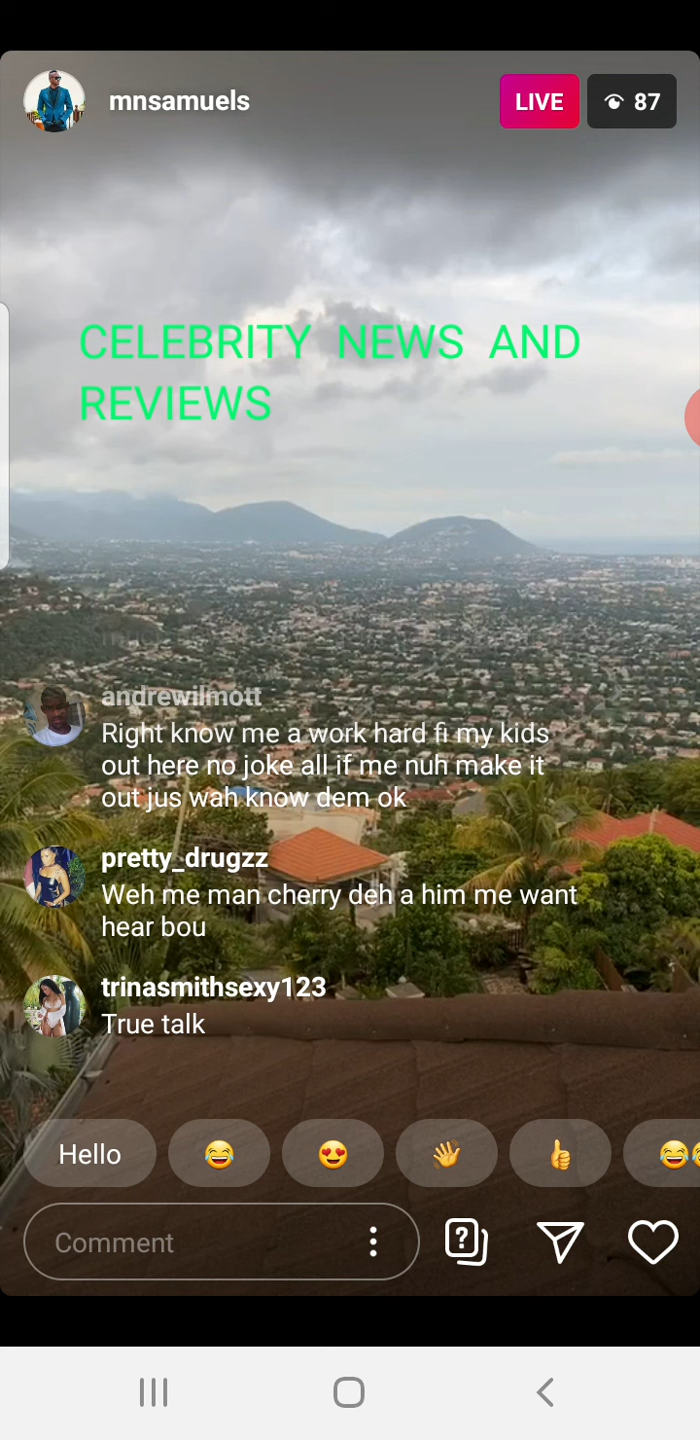 mnsamuels
LIVE
87
CELEBRITY NEWS AND
REVIEWS
andrewilmott
Right know me a work hard fi my kids
out here no joke all if me nuh make it
out jus wah know dem ok
pretty_drugzz
Weh me man cherry deh a him me want
hear bou
trinasmithsexy123
True talk
Hello
Comment
?